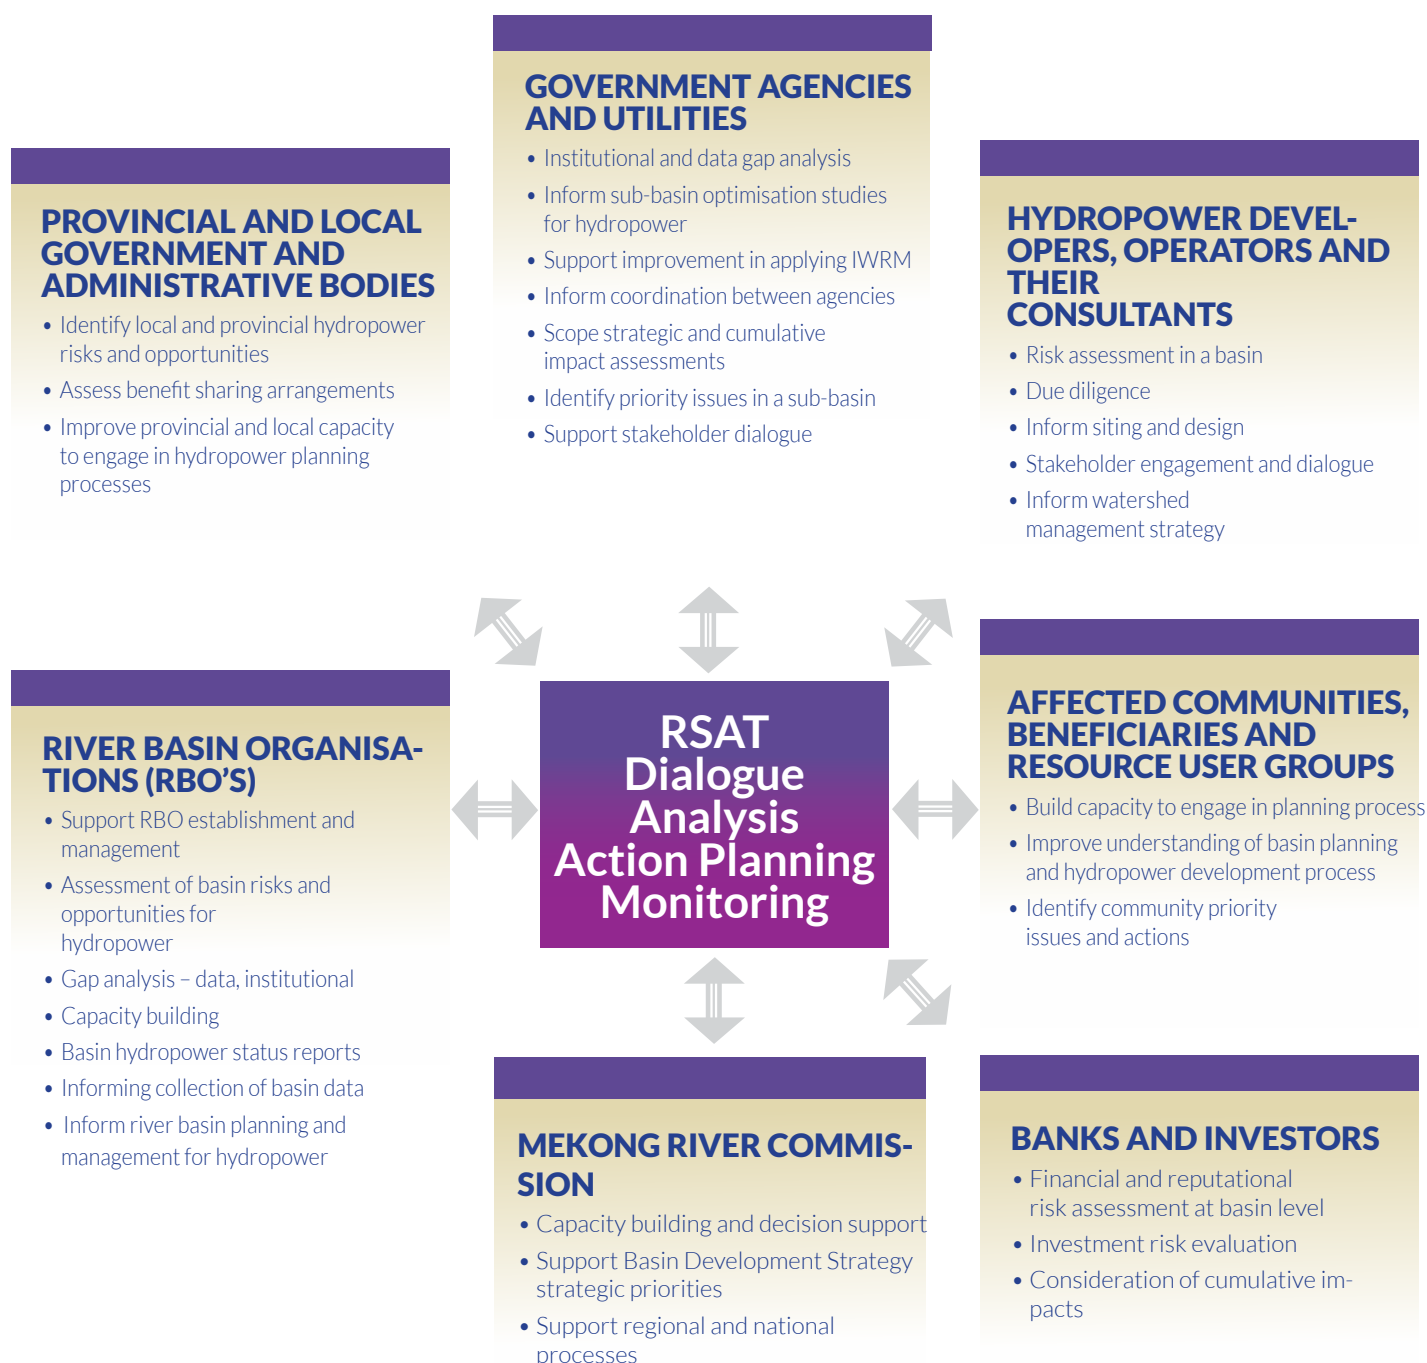 GOVERNMENT AGENCIES
AND UTILITIES
• Institutional and data gap analysis
• Inform sub-basin optimisation studies
for hydropower
• Support improvement in applying IWRM
• Inform coordination between agencies
• Scope strategic and cumulative
impact assessments
• Identify priority issues in a sub-basin
• Support stakeholder dialogue
PROVINCIAL AND LOCAL
GOVERNMENT AND
ADMINISTRATIVE BODIES
• Identify local and provincial hydropower
risks and opportunities
• Assess benefit sharing arrangements
• Improve provincial and local capacity
to engage in hydropower planning
processes
HYDROPOWER DEVEL-
OPERS, OPERATORS AND
THEIR
CONSULTANTS
• Risk assessment in a basin
• Due diligence
• Inform siting and design
• Stakeholder engagement and dialogue
• Inform watershed
management strategy
RIVER BASIN ORGANISA-
TIONS (RBO'S)
• Support RBO establishment and
management
• Assessment of basin risks and
opportunities for
hydropower
• Gap analysis – data, institutional
• Capacity building
• Basin hydropower status reports
• Informing collection of basin data
• Inform river basin planning and
management for hydropower
RSAT
Dialogue
Analysis
Action Planning
Monitoring
AFFECTED COMMUNITIES,
BENEFICIARIES AND
RESOURCE USER GROUPS
• Build capacity to engage in planning process
• Improve understanding of basin planning
and hydropower development process
• Identify community priority
issues and actions
MEKONG RIVER COMMIS-
SION
• Capacity building and decision support
• Support Basin Development Strategy
strategic priorities
• Support regional and national
processes
BANKS AND INVESTORS
• Financial and reputational
risk assessment at basin level
• Investment risk evaluation
• Consideration of cumulative im-
pacts